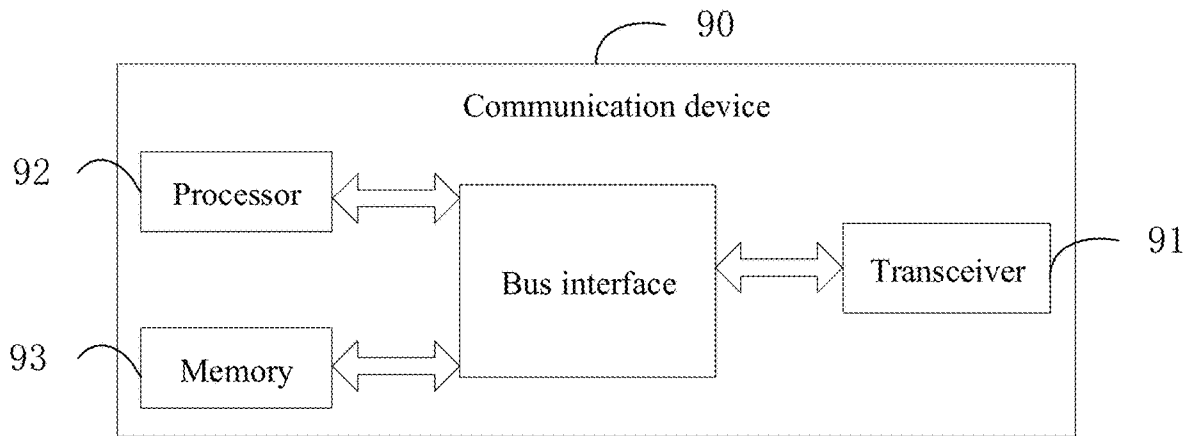 90
Communication device
92
Processor
Bus interface
Transceiver
91
93
Memory